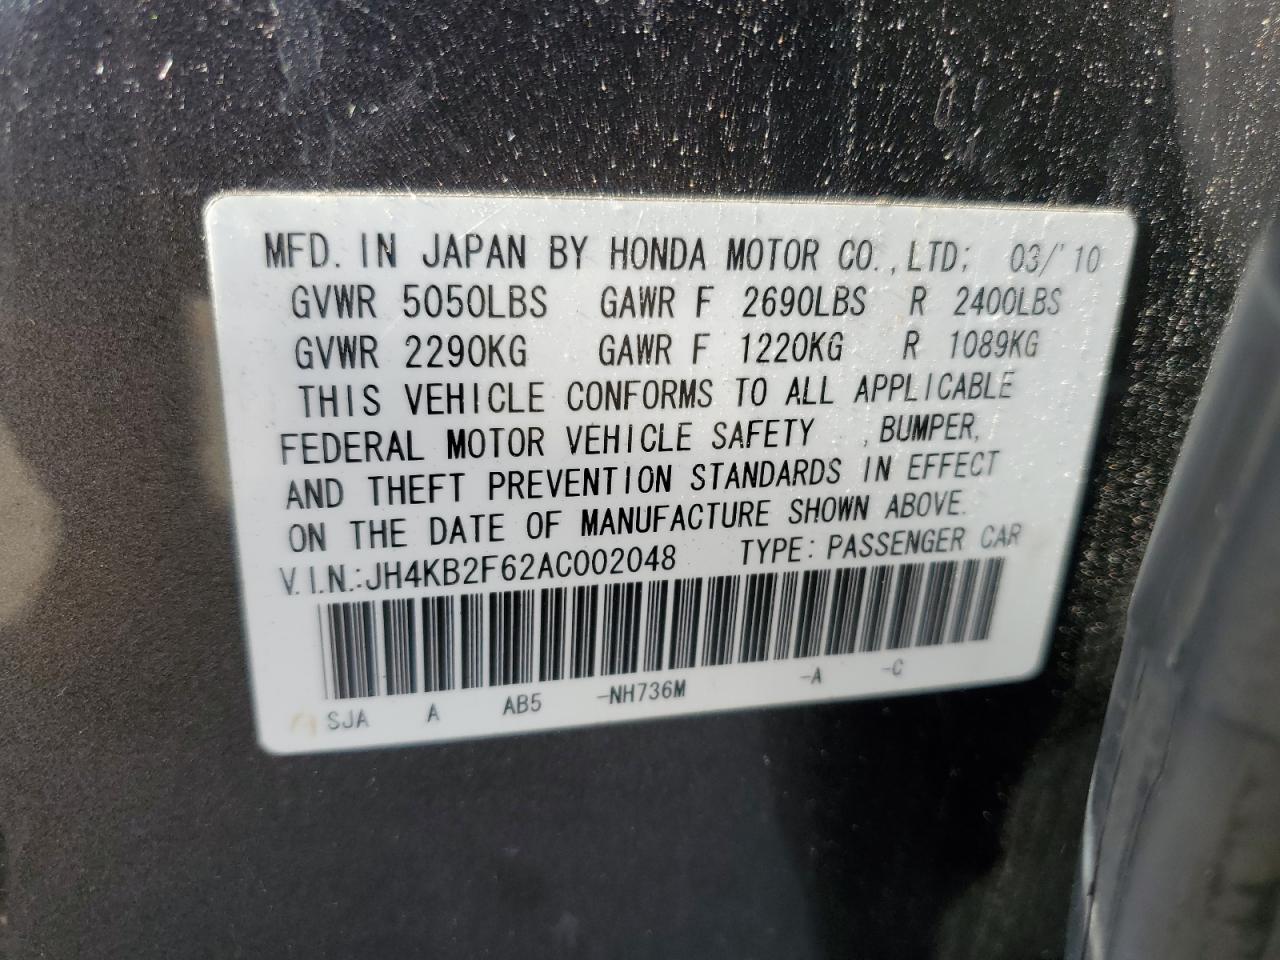 MFD. IN JAPAN BY HONDA MOTOR CO., LTD; 03/'10
GVWR 5050LBS GAWR F 2690LBS R 2400LBS
GVWR 2290KG GAWR F 1220KG R 1089KG
THIS VEHICLE CONFORMS TO ALL APPLICABLE
FEDERAL MOTOR VEHICLE SAFETY , BUMPER,
AND THEFT PREVENTION STANDARDS IN EFFECT
ON THE DATE OF MANUFACTURE SHOWN ABOVE.
V.I.N.:JH4KB2F62AC002048 TYPE: PASSENGER CAR
SJA A AB5 -NH736M -A -C